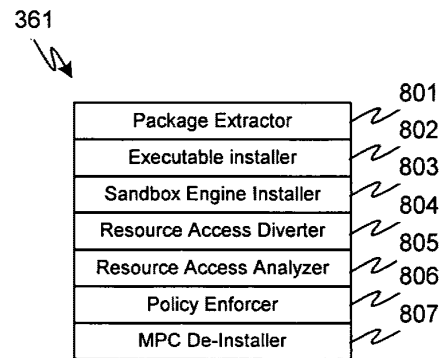 361
Package Extractor 801
Executable installer 802
Sandbox Engine Installer 803
Resource Access Diverter 804
Resource Access Analyzer 805
Policy Enforcer 806
MPC De-Installer 807